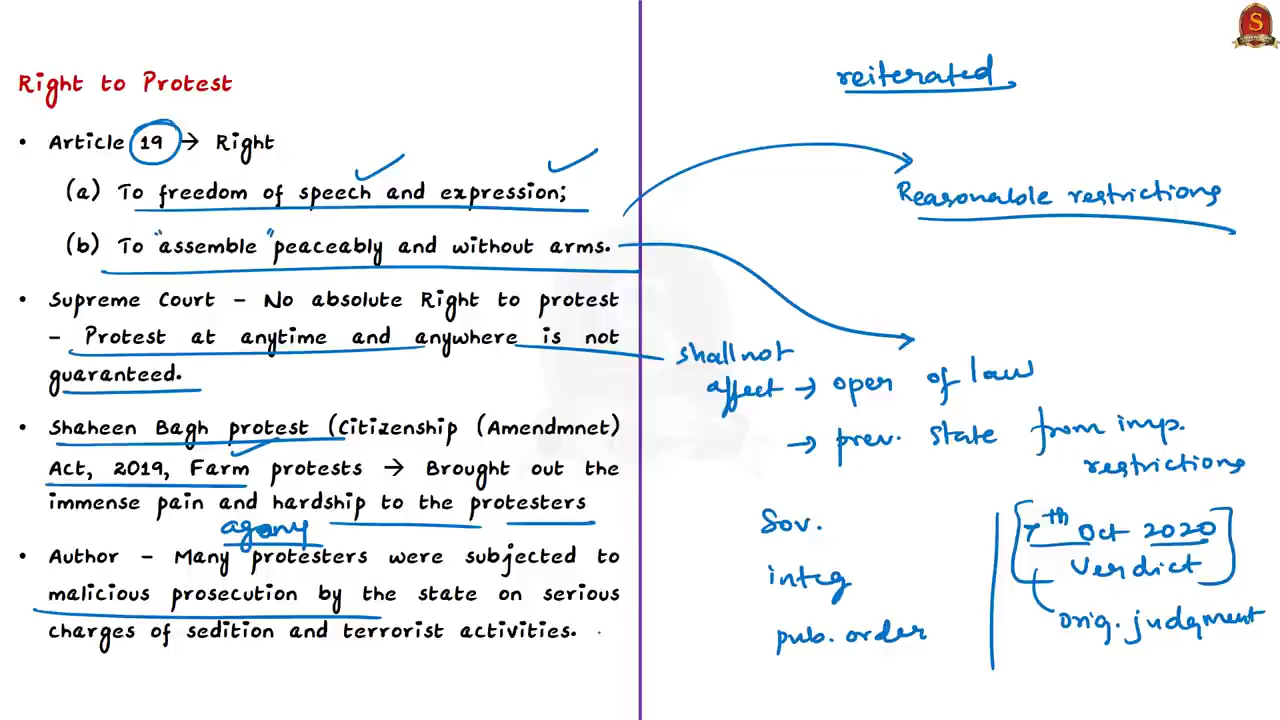 Right to Protest
• Article 19 → Right
(a) To freedom of speech and expression;
(b) To "assemble" peaceably and without arms.
• Supreme Court - No absolute Right to protest
- Protest at anytime and anywhere is not
guaranteed.
• Shaheen Bagh protest (Citizenship (Amendmnet)
Act, 2019, Farm protests → Brought out the
immense pain and hardship to the protesters
agony
• Author - Many protesters were subjected to
malicious prosecution by the state on serious
charges of sedition and terrorist activities.
reiterated
Reasonable restrictions
shall not
affect → oper of law
→ prev. state from imp.
restrictions
Sov.
integ
pub. order
[7th Oct 2020
Verdict]
orig. judgment
S